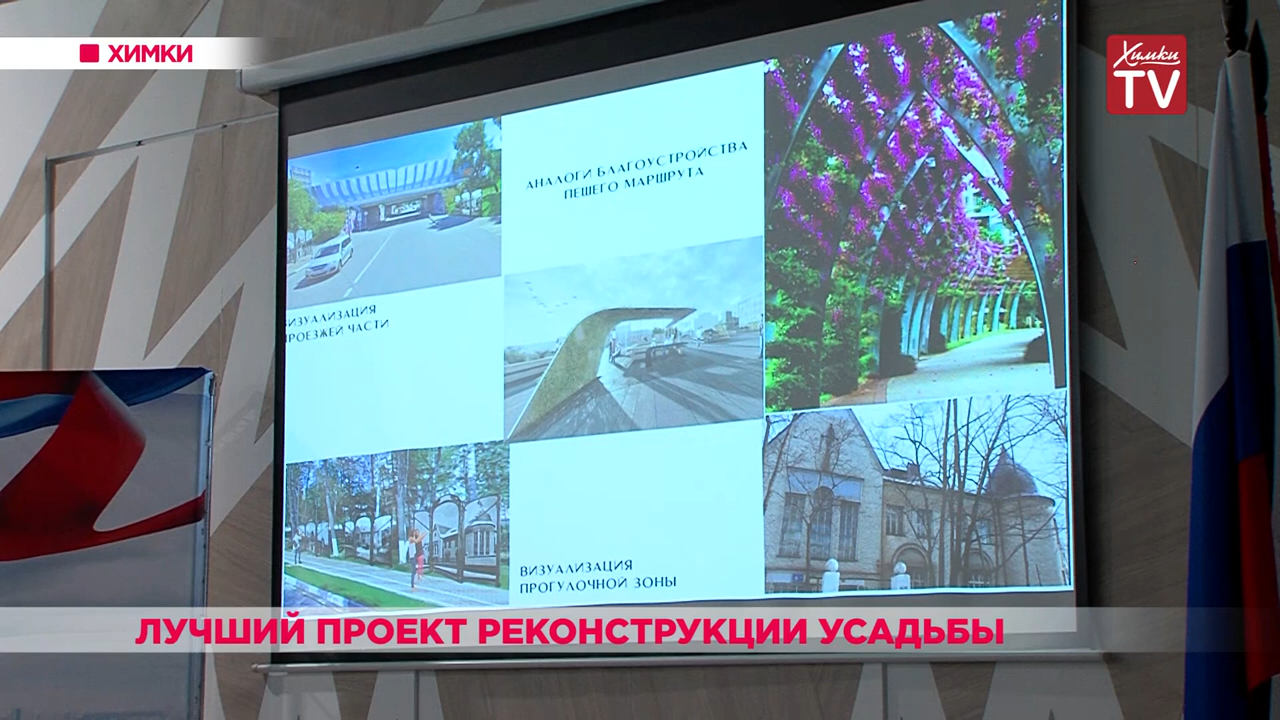 ХИМКИ
Химки
TV
АНАЛОГИ БЛАГОУСТРОЙСТВА
ПЕШЕГО МАРШРУТА
ВИЗУАЛИЗАЦИЯ
ПРОЕЗЖЕЙ ЧАСТИ
ВИЗУАЛИЗАЦИЯ
ПРОГУЛОЧНОЙ ЗОНЫ
ЛУЧШИЙ ПРОЕКТ РЕКОНСТРУКЦИИ УСАДЬБЫ